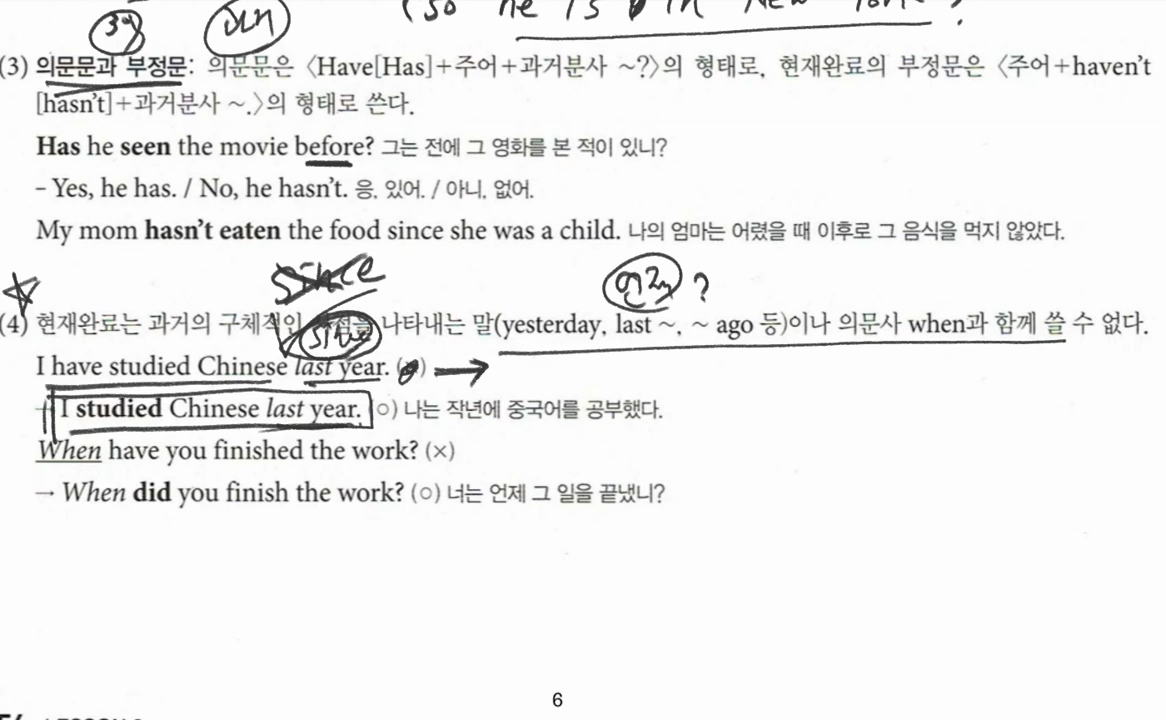 (so he is in New York?
(3) 의문문과 부정문: 의문문은 〈Have[Has]+주어+과거분사 ~?〉의 형태로, 현재완료의 부정문은 〈주어+haven't
[hasn't]+과거분사 ~.〉의 형태로 쓴다.
Has he seen the movie before? 그는 전에 그 영화를 본 적이 있니?
– Yes, he has. / No, he hasn't. 응, 있어. / 아니, 없어.
My mom hasn't eaten the food since she was a child. 나의 엄마는 어렸을 때 이후로 그 음식을 먹지 않았다.
since
언제 ?
(4) 현재완료는 과거의 구체적인 나타내는 말(yesterday, last ~, ~ ago 등)이나 의문사 when과 함께 쓸 수 없다.
since
I have studied Chinese last year. →
I studied Chinese last year. (○) 나는 작년에 중국어를 공부했다.
When have you finished the work? (×)
→ When did you finish the work? (○) 너는 언제 그 일을 끝냈니?
6